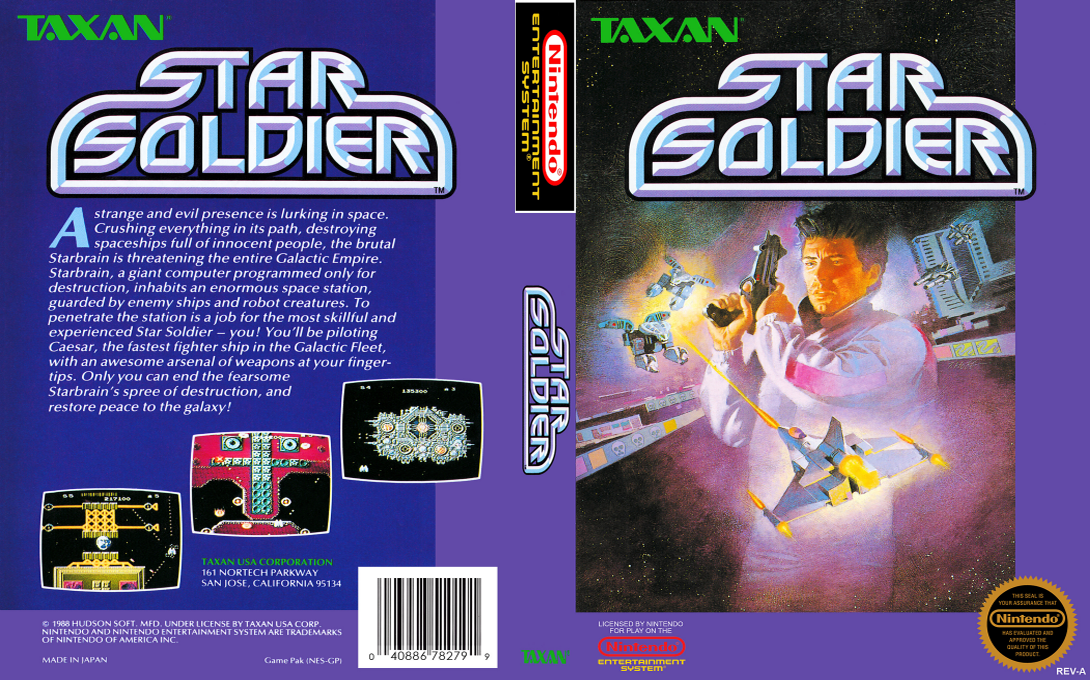 TAXAN®
STAR
SOLDIER
TM
A strange and evil presence is lurking in space.
Crushing everything in its path, destroying
spaceships full of innocent people, the brutal
Starbrain is threatening the entire Galactic Empire.
Starbrain, a giant computer programmed only for
destruction, inhabits an enormous space station,
guarded by enemy ships and robot creatures. To
penetrate the station is a job for the most skillful and
experienced Star Soldier – you! You'll be piloting
Caesar, the fastest fighter ship in the Galactic Fleet,
with an awesome arsenal of weapons at your finger-
tips. Only you can end the fearsome
Starbrain's spree of destruction, and
restore peace to the galaxy!
135200
217100
TAXAN USA CORPORATION
161 NORTECH PARKWAY
SAN JOSE, CALIFORNIA 95134
© 1988 HUDSON SOFT. MFD. UNDER LICENSE BY TAXAN USA CORP.
NINTENDO AND NINTENDO ENTERTAINMENT SYSTEM ARE TRADEMARKS
OF NINTENDO OF AMERICA INC.
MADE IN JAPAN
Game Pak (NES-GP)
0 40886 78279 9
Nintendo®
ENTERTAINMENT
SYSTEM®
STAR
SOLDIER
TAXAN
TAXAN®
STAR
SOLDIER
TM
LICENSED BY NINTENDO
FOR PLAY ON THE
Nintendo
ENTERTAINMENT
SYSTEM
THIS SEAL IS
YOUR ASSURANCE THAT
Nintendo
HAS EVALUATED AND
APPROVED THE
QUALITY OF THIS
PRODUCT.
REV-A